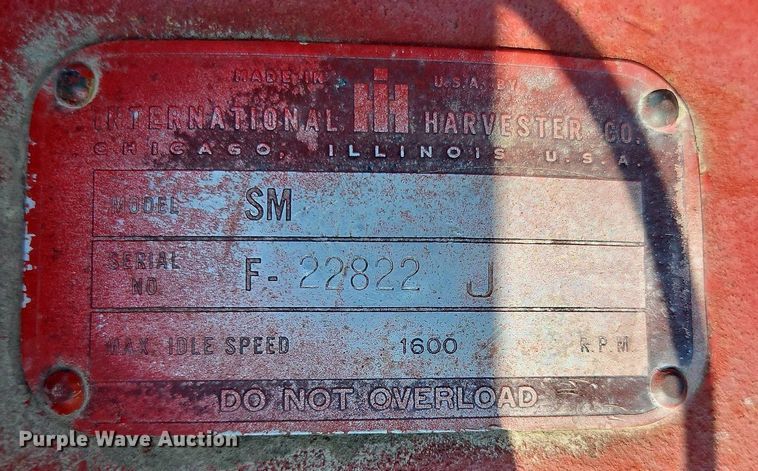 MADE IN U.S.A. BY
INTERNATIONAL IH HARVESTER CO.
CHICAGO, ILLINOIS U.S.A.
MODEL SM
SERIAL NO. F- 22822 J
MAX. IDLE SPEED 1600 R.P.M.
DO NOT OVERLOAD
Purple Wave Auction